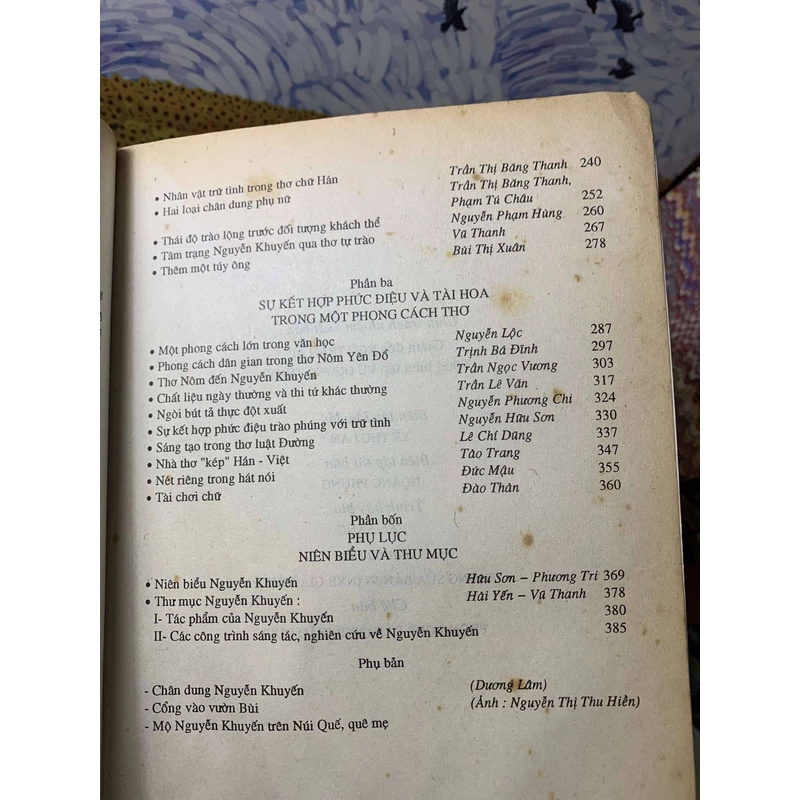 • Nhân vật trữ tình trong thơ chữ Hán Trần Thị Băng Thanh 240
• Hai loại chân dung phụ nữ Trần Thị Băng Thanh,
Phạm Tú Châu 252
• Thái độ trào lộng trước đối tượng khách thể Nguyễn Phạm Hùng 260
• Tâm trạng Nguyễn Khuyến qua thơ tự trào Vũ Thanh 267
• Thêm một túy ông Bùi Thị Xuân 278
Phần ba
SỰ KẾT HỢP PHỨC ĐIỆU VÀ TÀI HOA
TRONG MỘT PHONG CÁCH THƠ
• Một phong cách lớn trong văn học Nguyễn Lộc 287
• Phong cách dân gian trong thơ Nôm Yên Đổ Trịnh Bá Đĩnh 297
• Thơ Nôm đến Nguyễn Khuyến Trần Ngọc Vương 303
• Chất liệu ngày thường và thi tứ khác thường Trần Lê Văn 317
• Ngòi bút tả thực đột xuất Nguyễn Phương Chi 324
• Sự kết hợp phức điệu trào phúng với trữ tình Nguyễn Hữu Sơn 330
• Sáng tạo trong thơ luật Đường Lê Chí Dũng 337
• Nhà thơ "kép" Hán - Việt Tảo Trang 347
• Nét riêng trong hát nói Đức Mậu 355
• Tài chơi chữ Đào Thản 360
Phần bốn
PHỤ LỤC
NIÊN BIỂU VÀ THƯ MỤC
• Niên biểu Nguyễn Khuyến Hữu Sơn – Phương Tri 369
• Thư mục Nguyễn Khuyến : Hải Yến – Vũ Thanh 378
I- Tác phẩm của Nguyễn Khuyến 380
II- Các công trình sáng tác, nghiên cứu về Nguyễn Khuyến 385
Phụ bản
- Chân dung Nguyễn Khuyến (Dương Lâm)
- Cổng vào vườn Bùi (Ảnh : Nguyễn Thị Thu Hiền)
- Mộ Nguyễn Khuyến trên Núi Quế, quê mẹ